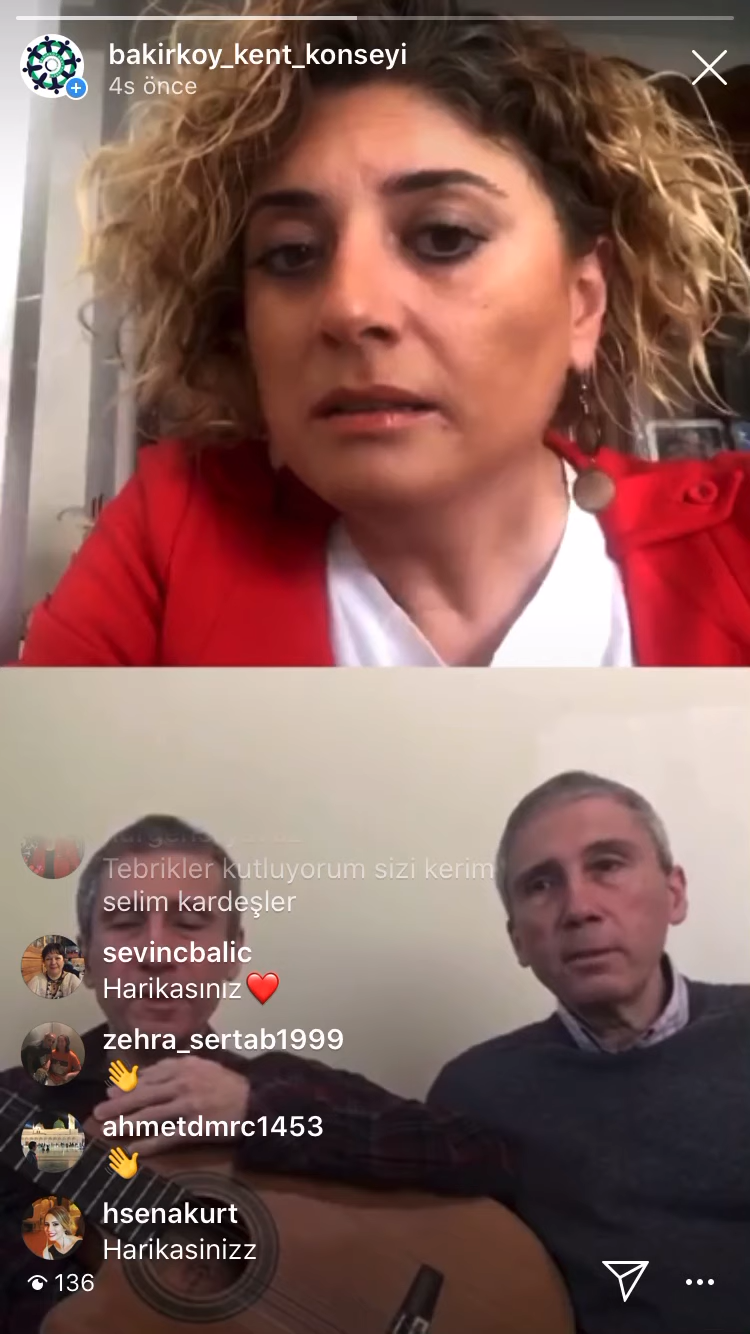 bakirkoy_kent_konseyi
4s önce
Tebrikler kutluyorum sizi kerim
selim kardeşler
sevincbalic
Harikasınız❤️
zehra_sertab1999
👋
ahmetdmrc1453
👋
hsenakurt
Harikasinizz
136